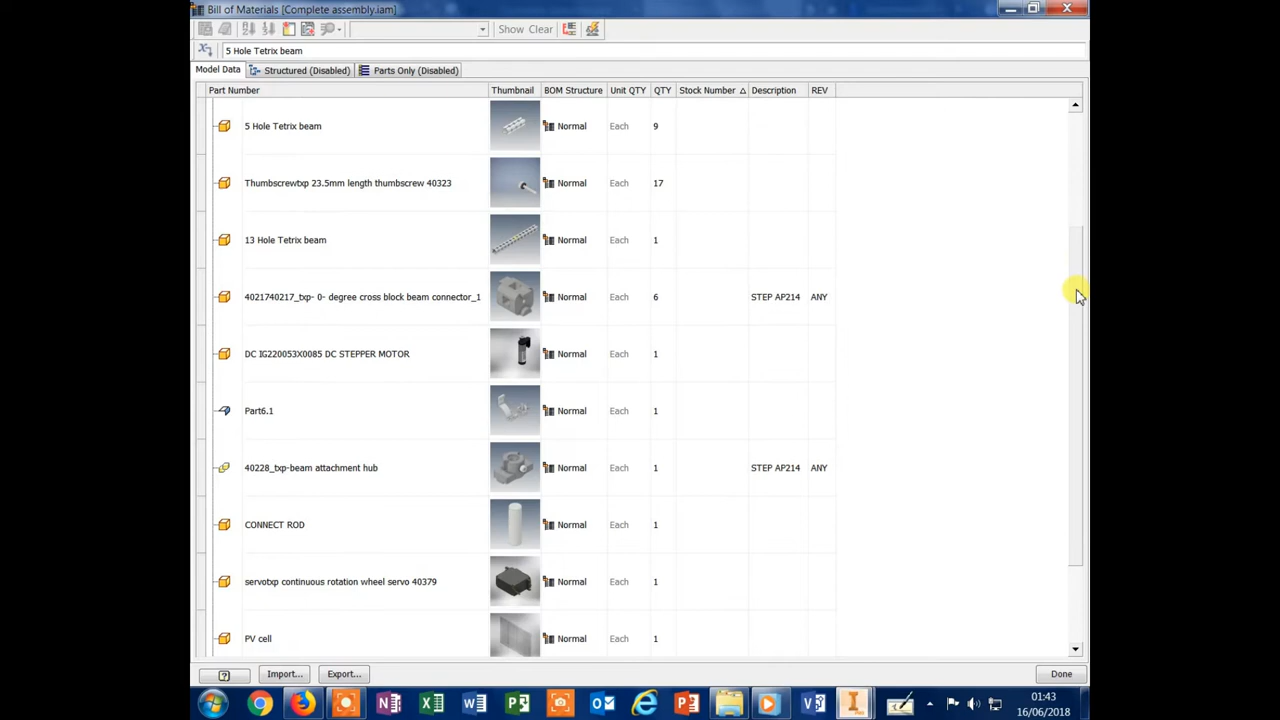 Bill of Materials [Complete assembly.iam]
Show Clear
5 Hole Tetrix beam
Model Data Structured (Disabled) Parts Only (Disabled)
Part Number Thumbnail BOM Structure Unit QTY QTY Stock Number Description REV
5 Hole Tetrix beam Normal Each 9
Thumbscrewtxp 23.5mm length thumbscrew 40323 Normal Each 17
13 Hole Tetrix beam Normal Each 1
4021740217_txp- 0- degree cross block beam connector_1 Normal Each 6 STEP AP214 ANY
DC IG220053X0085 DC STEPPER MOTOR Normal Each 1
Part6.1 Normal Each 1
40228_txp-beam attachment hub Normal Each 1 STEP AP214 ANY
CONNECT ROD Normal Each 1
servotxp continuous rotation wheel servo 40379 Normal Each 1
PV cell Normal Each 1
Import... Export... Done
01:43
16/06/2018